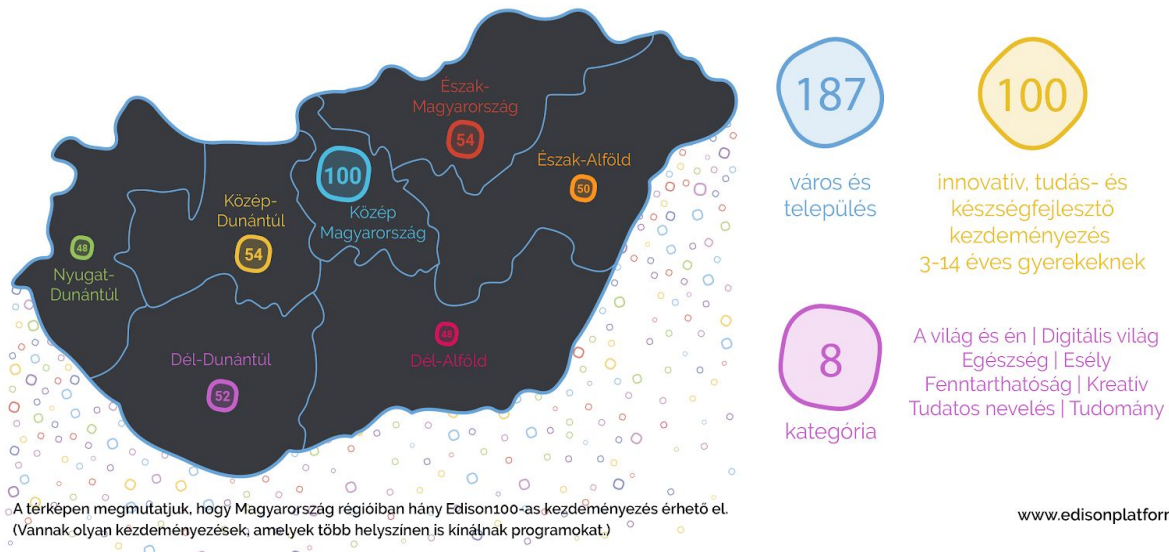 Észak-
Magyarország
54
Észak-Alföld
50
100
Közép
Magyarország
Közép-
Dunántúl
54
48
Nyugat-
Dunántúl
Dél-Dunántúl
52
48
Dél-Alföld
187
város és
település
100
innovatív, tudás- és
készségfejlesztő
kezdeményezés
3-14 éves gyerekeknek
8
kategória
A világ és én | Digitális világ
Egészség | Esély
Fenntarthatóság | Kreatív
Tudatos nevelés | Tudomány
A térképen megmutatjuk, hogy Magyarország régióiban hány Edison100-as kezdeményezés érhető el.
(Vannak olyan kezdeményezések, amelyek több helyszínen is kínálnak programokat.)
www.edisonplatform